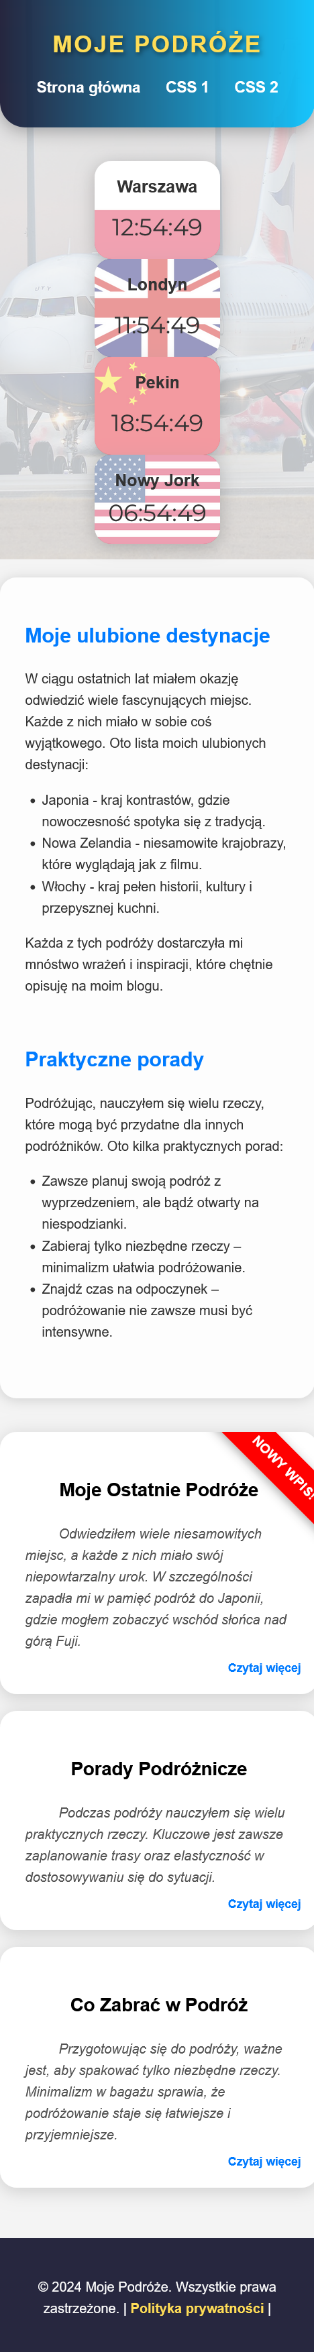 MOJE PODRÓŻE
Strona główna CSS 1 CSS 2
Warszawa
12:54:49
Londyn
11:54:49
Pekin
18:54:49
Nowy Jork
06:54:49
Moje ulubione destynacje
W ciągu ostatnich lat miałem okazję
odwiedzić wiele fascynujących miejsc.
Każde z nich miało w sobie coś
wyjątkowego. Oto lista moich ulubionych
destynacji:
• Japonia - kraj kontrastów, gdzie
nowoczesność spotyka się z tradycją.
• Nowa Zelandia - niesamowite krajobrazy,
które wyglądają jak z filmu.
• Włochy - kraj pełen historii, kultury i
przepysznej kuchni.
Każda z tych podróży dostarczyła mi
mnóstwo wrażeń i inspiracji, które chętnie
opisuję na moim blogu.
Praktyczne porady
Podróżując, nauczyłem się wielu rzeczy,
które mogą być przydatne dla innych
podróżników. Oto kilka praktycznych porad:
• Zawsze planuj swoją podróż z
wyprzedzeniem, ale bądź otwarty na
niespodzianki.
• Zabieraj tylko niezbędne rzeczy –
minimalizm ułatwia podróżowanie.
• Znajdź czas na odpoczynek –
podróżowanie nie zawsze musi być
intensywne.
NOWY WPIS!
Moje Ostatnie Podróże
Odwiedziłem wiele niesamowitych
miejsc, a każde z nich miało swój
niepowtarzalny urok. W szczególności
zapadła mi w pamięć podróż do Japonii,
gdzie mogłem zobaczyć wschód słońca nad
górą Fuji.
Czytaj więcej
Porady Podróżnicze
Podczas podróży nauczyłem się wielu
praktycznych rzeczy. Kluczowe jest zawsze
zaplanowanie trasy oraz elastyczność w
dostosowywaniu się do sytuacji.
Czytaj więcej
Co Zabrać w Podróż
Przygotowując się do podróży, ważne
jest, aby spakować tylko niezbędne rzeczy.
Minimalizm w bagażu sprawia, że
podróżowanie staje się łatwiejsze i
przyjemniejsze.
Czytaj więcej
© 2024 Moje Podróże. Wszystkie prawa
zastrzeżone. | Polityka prywatności |